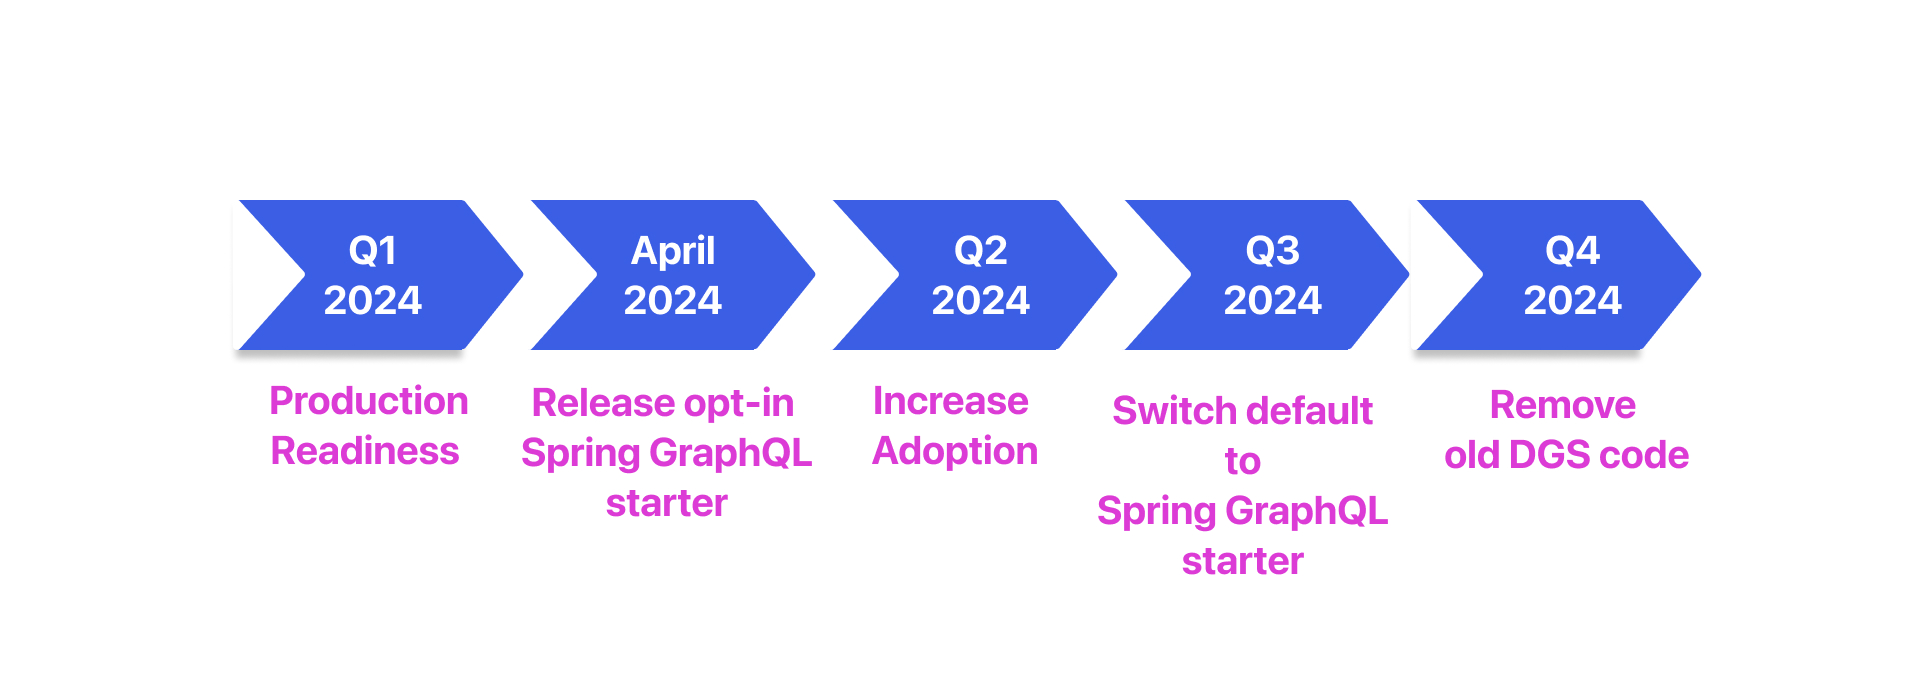 Q1
2024
April
2024
Q2
2024
Q3
2024
Q4
2024
Production
Readiness
Release opt-in
Spring GraphQL
starter
Increase
Adoption
Switch default
to
Spring GraphQL
starter
Remove
old DGS code